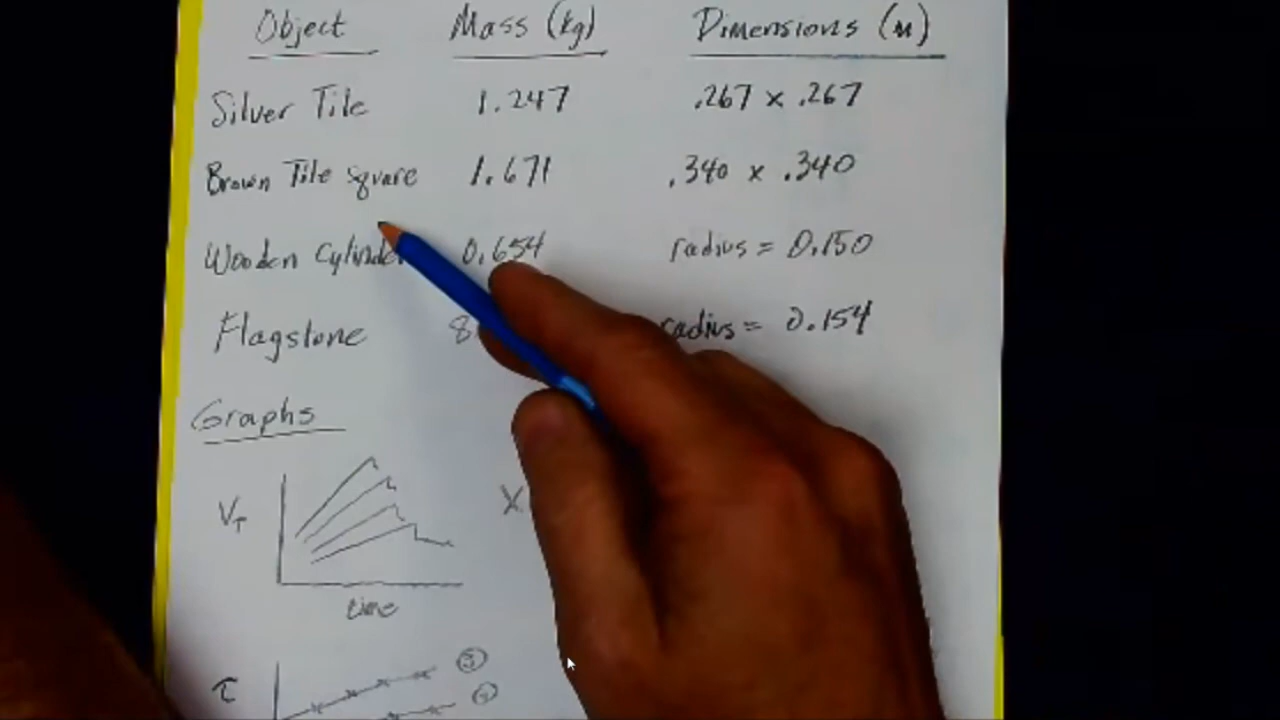 Object Mass (kg) Dimensions (m)
Silver Tile 1.247 .267 x .267
Brown Tile Square 1.671 .340 x .340
Wooden Cylinder 0.654 radius = 0.150
Flagstone radius = 0.154
Graphs
V_T
time
τ